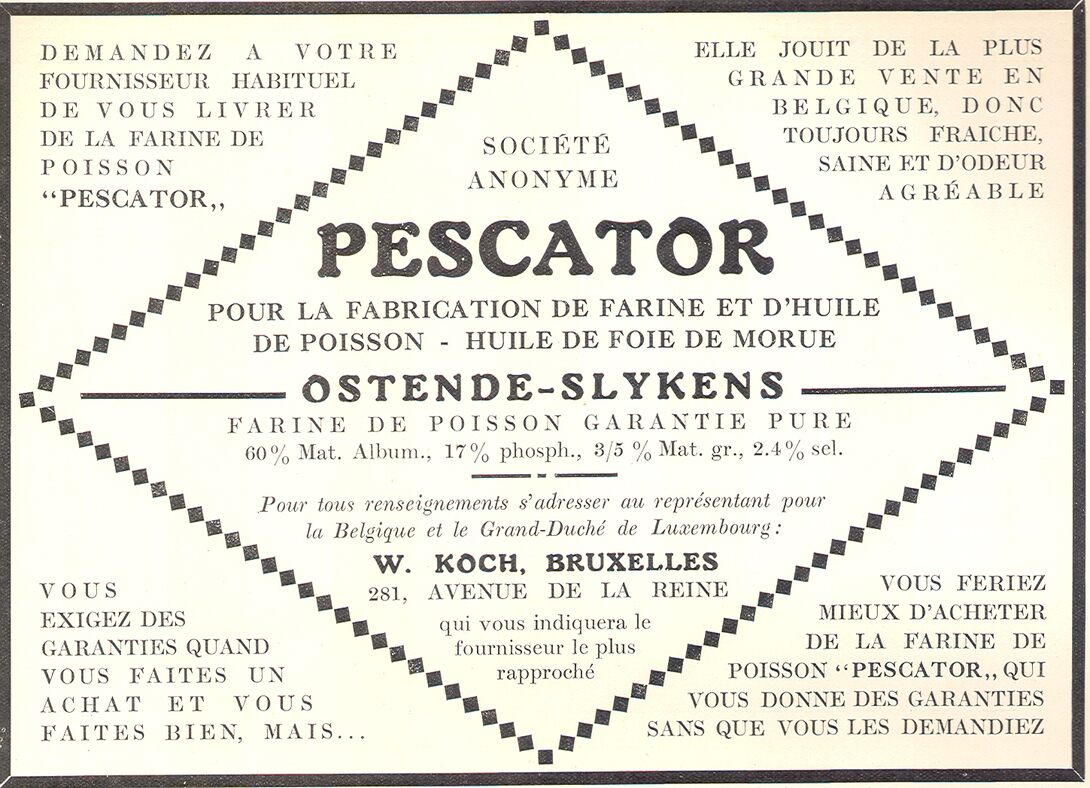 DEMANDEZ A VOTRE
FOURNISSEUR HABITUEL
DE VOUS LIVRER
DE LA FARINE DE
POISSON
“PESCATOR„
ELLE JOUIT DE LA PLUS
GRANDE VENTE EN
BELGIQUE, DONC
TOUJOURS FRAICHE,
SAINE ET D'ODEUR
AGRÉABLE
SOCIÉTÉ
ANONYME
PESCATOR
POUR LA FABRICATION DE FARINE ET D'HUILE
DE POISSON - HUILE DE FOIE DE MORUE
OSTENDE-SLYKENS
FARINE DE POISSON GARANTIE PURE
60% Mat. Album., 17% phosph., 3/5 % Mat. gr., 2.4% sel.
Pour tous renseignements s'adresser au représentant pour
la Belgique et le Grand-Duché de Luxembourg:
W. KOCH, BRUXELLES
281, AVENUE DE LA REINE
qui vous indiquera le
fournisseur le plus
rapproché
VOUS
EXIGEZ DES
GARANTIES QUAND
VOUS FAITES UN
ACHAT ET VOUS
FAITES BIEN, MAIS...
VOUS FERIEZ
MIEUX D'ACHETER
DE LA FARINE DE
POISSON “PESCATOR„ QUI
VOUS DONNE DES GARANTIES
SANS QUE VOUS LES DEMANDIEZ